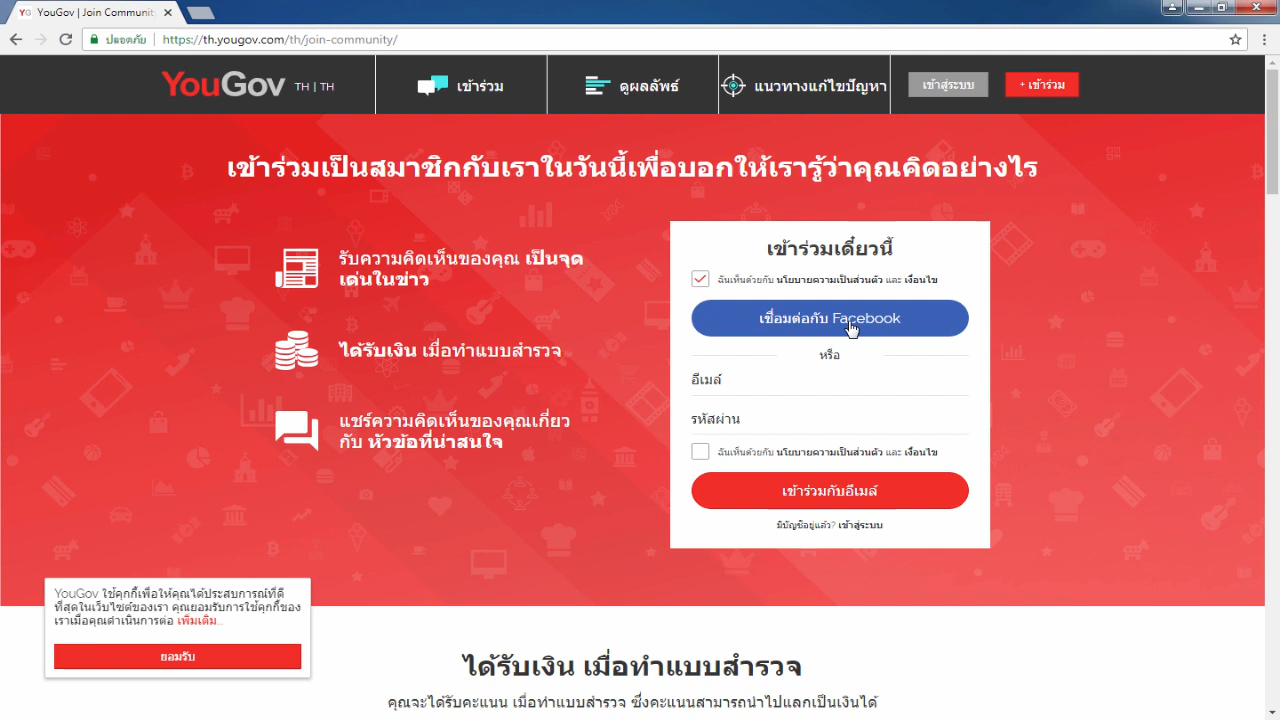 YG YouGov | Join Communit
ปลอดภัย
https://th.yougov.com/th/join-community/
YouGov TH | TH
เข้าร่วม
ดูผลลัพธ์
แนวทางแก้ไขปัญหา
เข้าสู่ระบบ
+ เข้าร่วม
เข้าร่วมเป็นสมาชิกกับเราในวันนี้เพื่อบอกให้เรารู้ว่าคุณคิดอย่างไร
รับความคิดเห็นของคุณ เป็นจุด
เด่นในข่าว
ได้รับเงิน เมื่อทำแบบสำรวจ
แชร์ความคิดเห็นของคุณเกี่ยว
กับ หัวข้อที่น่าสนใจ
เข้าร่วมเดี๋ยวนี้
ฉันเห็นด้วยกับ นโยบายความเป็นส่วนตัว และ เงื่อนไข
เชื่อมต่อกับ Facebook
หรือ
อีเมล์
รหัสผ่าน
ฉันเห็นด้วยกับ นโยบายความเป็นส่วนตัว และ เงื่อนไข
เข้าร่วมกับอีเมล์
มีบัญชีอยู่แล้ว? เข้าสู่ระบบ
YouGov ใช้คุกกี้เพื่อให้คุณได้ประสบการณ์ที่ดี
ที่สุดในเว็บไซต์ของเรา คุณยอมรับการใช้คุกกี้ของ
เราเมื่อคุณดำเนินการต่อ เพิ่มเติม...
ยอมรับ
ได้รับเงิน เมื่อทำแบบสำรวจ
คุณจะได้รับคะแนน เมื่อทำแบบสำรวจ ซึ่งคะแนนสามารถนำไปแลกเป็นเงินได้